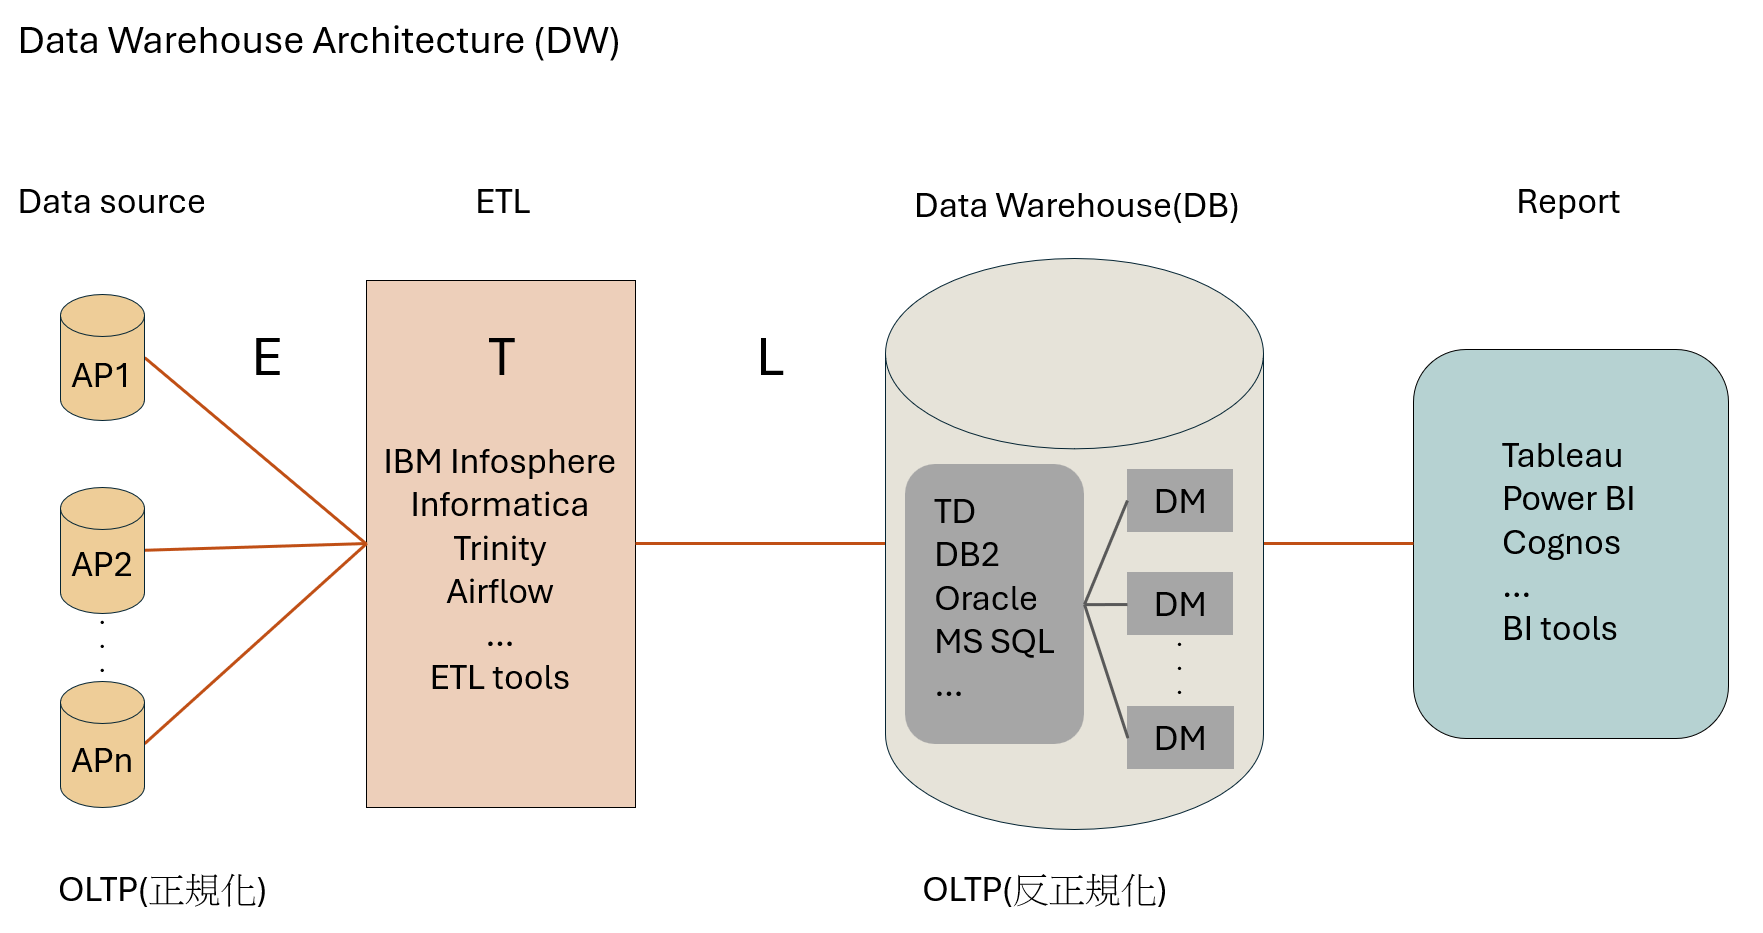 Data Warehouse Architecture (DW)
Data source
ETL
Data Warehouse(DB)
Report
AP1
AP2
.
.
.
APn
E
T
IBM Infosphere
Informatica
Trinity
Airflow
...
ETL tools
L
TD
DB2
Oracle
MS SQL
...
DM
DM
.
.
.
DM
Tableau
Power BI
Cognos
...
BI tools
OLTP(正規化)
OLTP(反正規化)